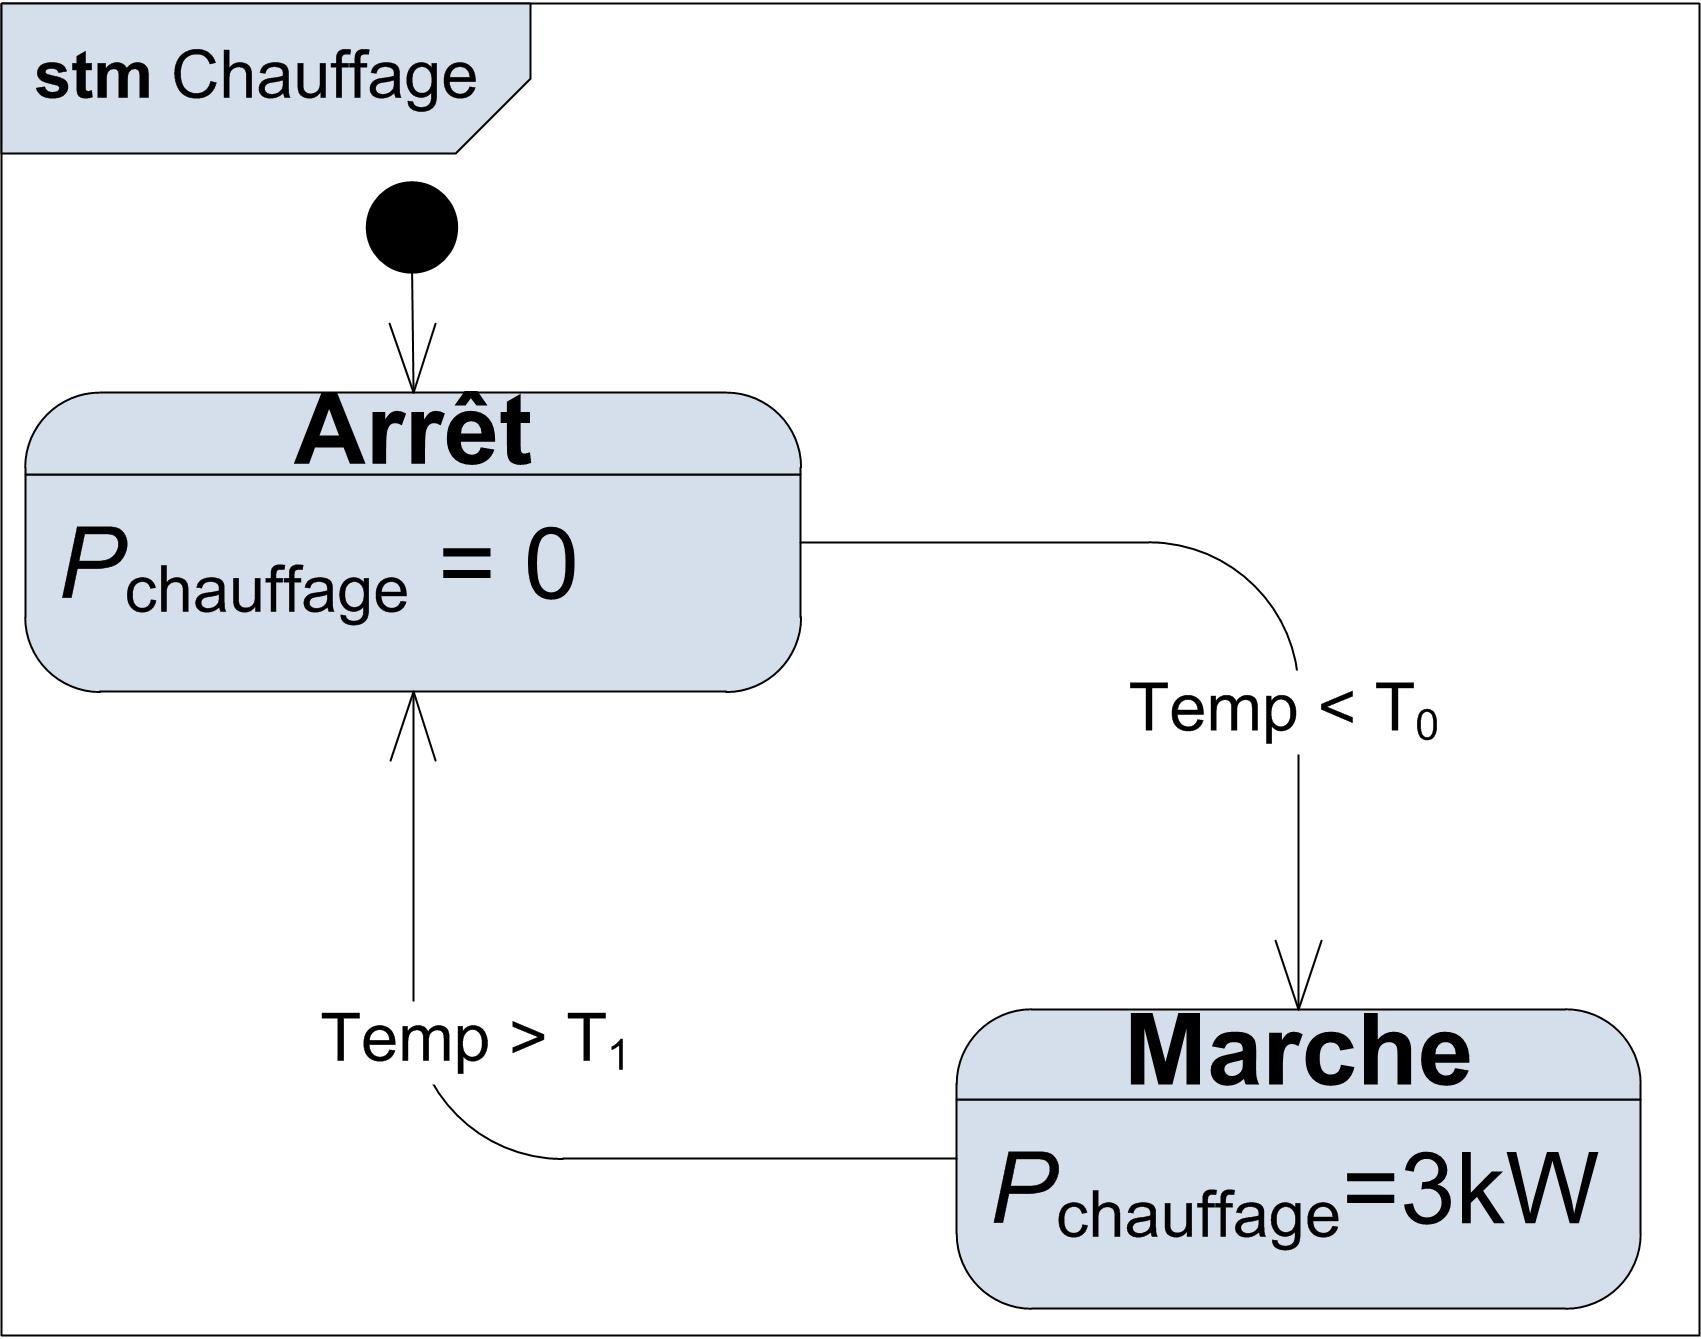 stm Chauffage
Arrêt
Pchauffage = 0
Temp < T0
Temp > T1
Marche
Pchauffage=3kW